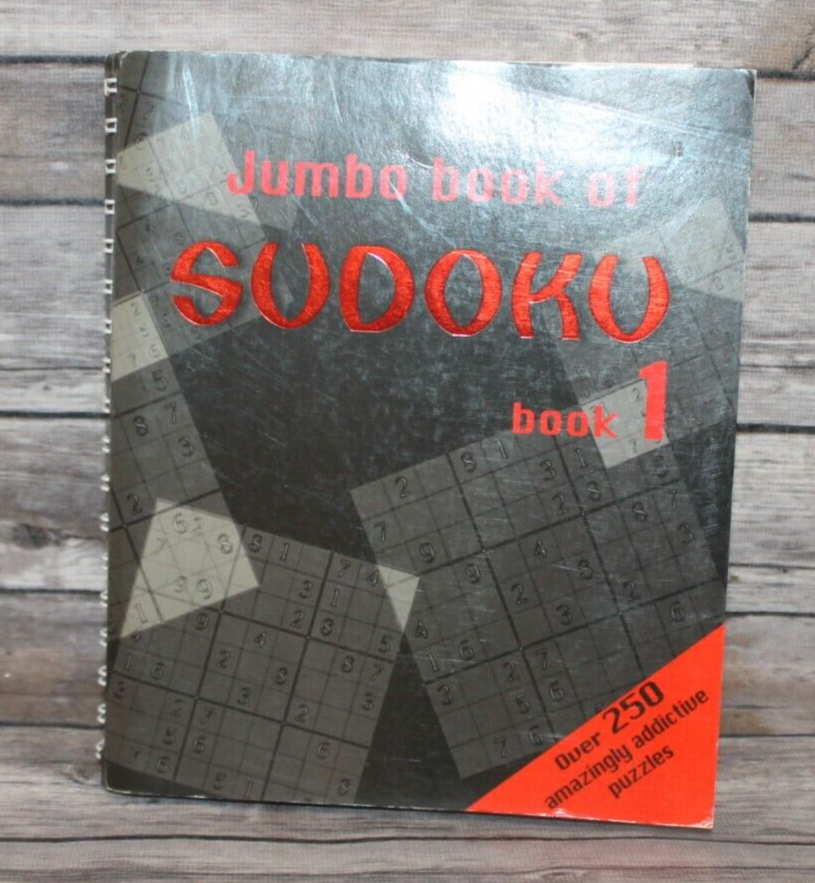 Jumbo book of
SUDOKU
book 1
Over 250
amazingly addictive
puzzles